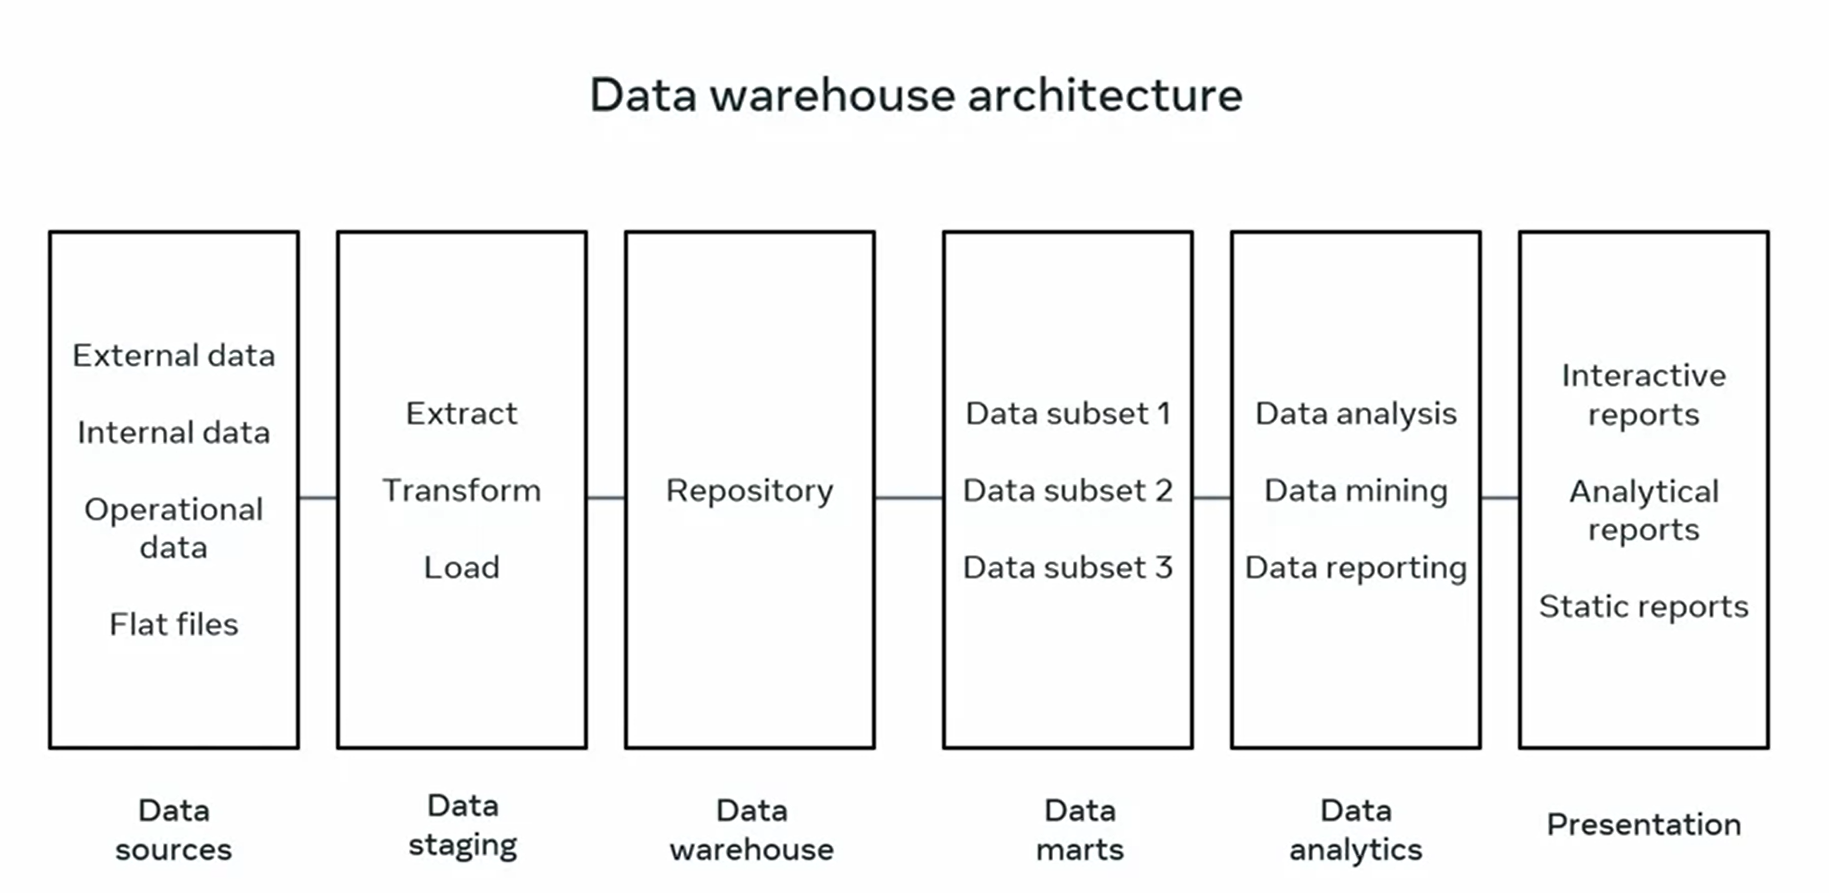 Data warehouse architecture
External data
Internal data
Operational
data
Flat files
Extract
Transform
Load
Repository
Data subset 1
Data subset 2
Data subset 3
Data analysis
Data mining
Data reporting
Interactive
reports
Analytical
reports
Static reports
Data
sources
Data
staging
Data
warehouse
Data
marts
Data
analytics
Presentation